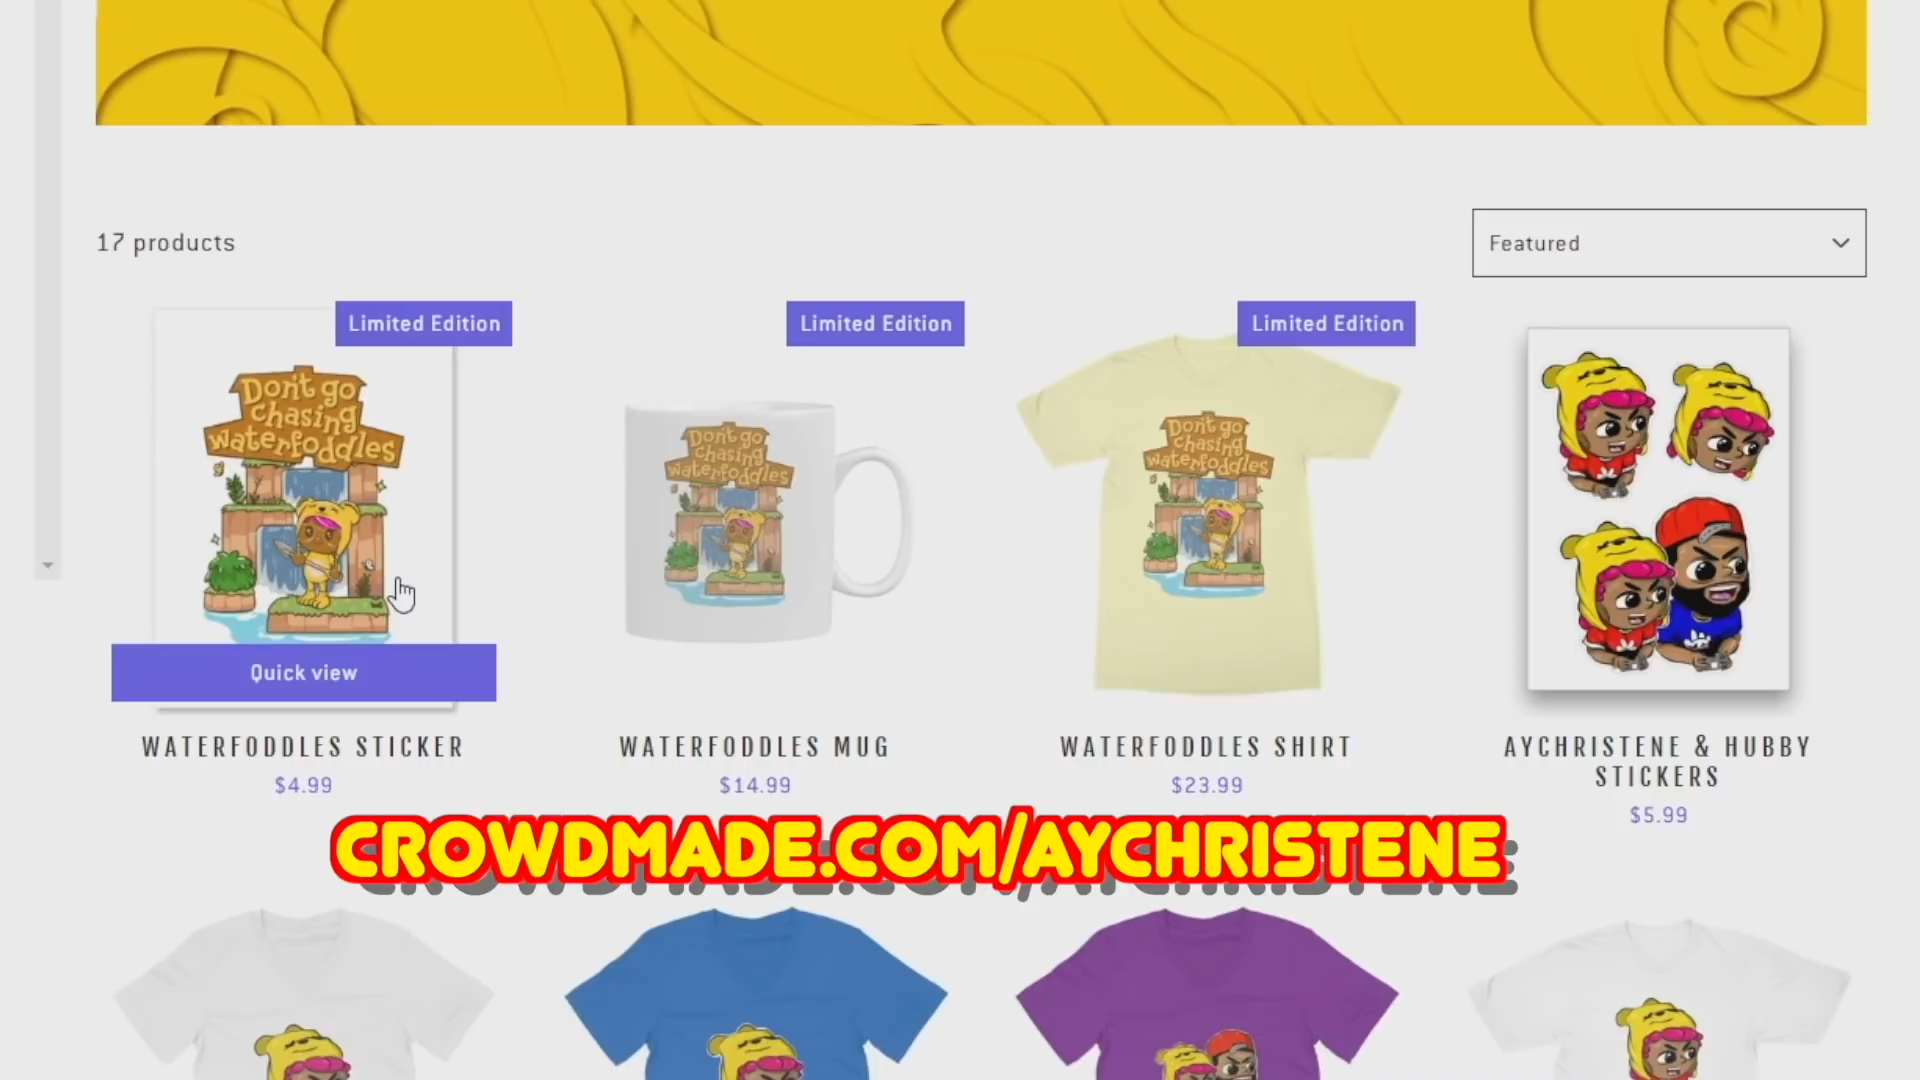 17 products
Featured
Limited Edition
Limited Edition
Limited Edition
Don't go
chasing
waterfoddles
Don't go
chasing
waterfoddles
Don't go
chasing
waterfoddles
Quick view
WATERFODDLES STICKER
$4.99
WATERFODDLES MUG
$14.99
WATERFODDLES SHIRT
$23.99
AYCHRISTENE & HUBBY
STICKERS
$5.99
CROWDMADE.COM/AYCHRISTENE